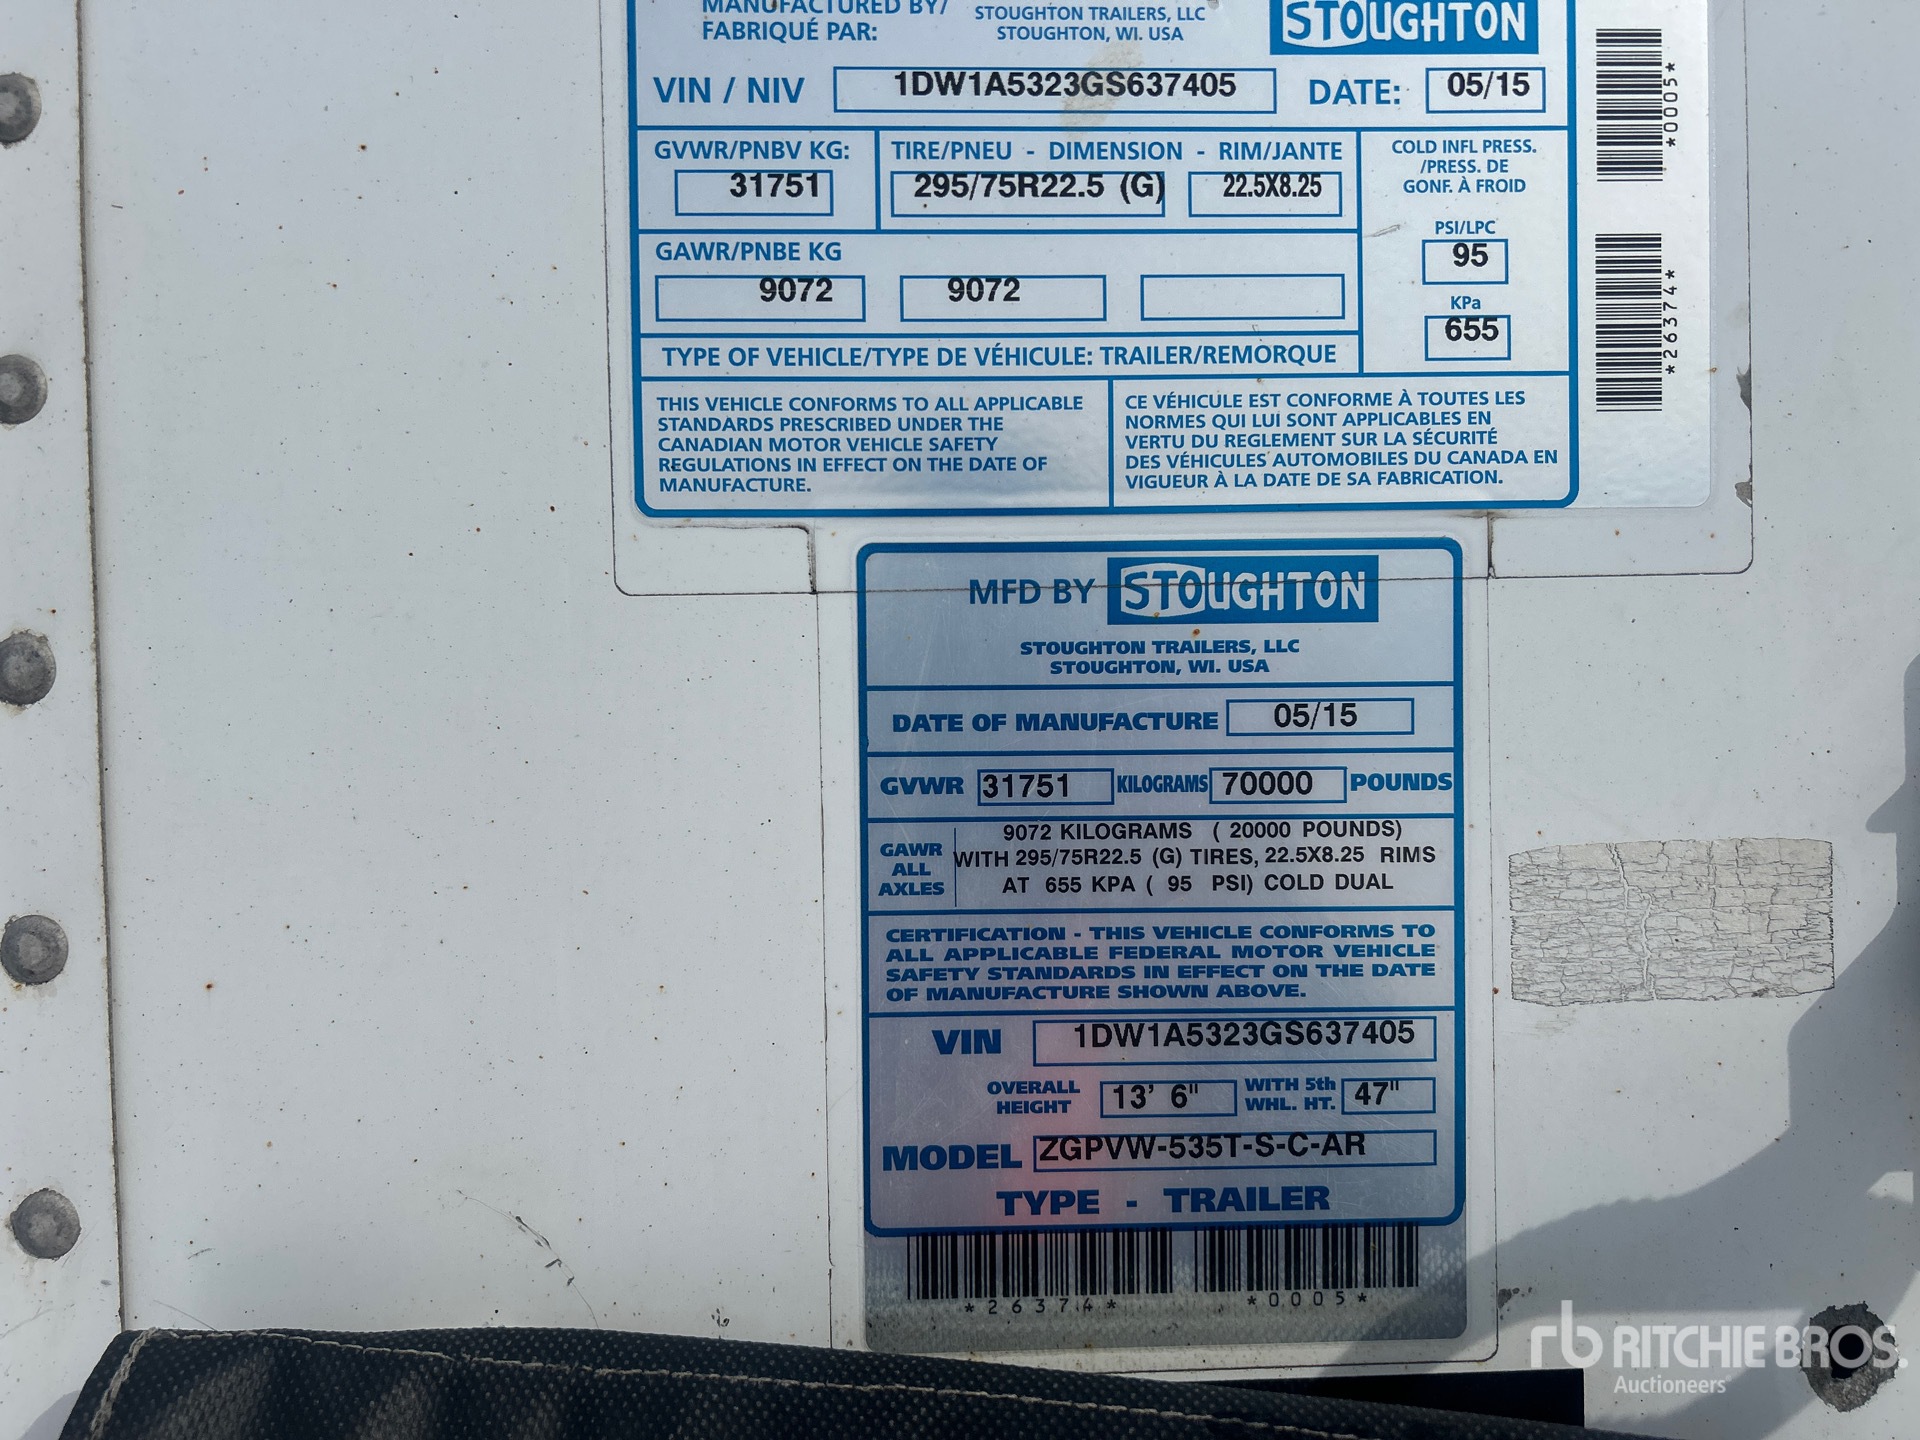 MANUFACTURED BY/
FABRIQUÉ PAR:
STOUGHTON TRAILERS, LLC
STOUGHTON, WI. USA
STOUGHTON
VIN / NIV 1DW1A5323GS637405 DATE: 05/15
GVWR/PNBV KG:
31751
TIRE/PNEU - DIMENSION - RIM/JANTE
295/75R22.5 (G) 22.5X8.25
COLD INFL PRESS.
/PRESS. DE
GONF. À FROID
PSI/LPC
95
KPa
655
GAWR/PNBE KG
9072 9072
TYPE OF VEHICLE/TYPE DE VÉHICULE: TRAILER/REMORQUE
THIS VEHICLE CONFORMS TO ALL APPLICABLE
STANDARDS PRESCRIBED UNDER THE
CANADIAN MOTOR VEHICLE SAFETY
REGULATIONS IN EFFECT ON THE DATE OF
MANUFACTURE.
CE VÉHICULE EST CONFORME À TOUTES LES
NORMES QUI LUI SONT APPLICABLES EN
VERTU DU REGLEMENT SUR LA SÉCURITÉ
DES VÉHICULES AUTOMOBILES DU CANADA EN
VIGUEUR À LA DATE DE SA FABRICATION.
*0005*
*26374*
MFD BY STOUGHTON
STOUGHTON TRAILERS, LLC
STOUGHTON, WI. USA
DATE OF MANUFACTURE 05/15
GVWR 31751 KILOGRAMS 70000 POUNDS
GAWR
ALL
AXLES
9072 KILOGRAMS ( 20000 POUNDS)
WITH 295/75R22.5 (G) TIRES, 22.5X8.25 RIMS
AT 655 KPA ( 95 PSI) COLD DUAL
CERTIFICATION - THIS VEHICLE CONFORMS TO
ALL APPLICABLE FEDERAL MOTOR VEHICLE
SAFETY STANDARDS IN EFFECT ON THE DATE
OF MANUFACTURE SHOWN ABOVE.
VIN 1DW1A5323GS637405
OVERALL
HEIGHT
13' 6"
WITH 5th
WHL. HT.
47"
MODEL ZGPVW-535T-S-C-AR
TYPE - TRAILER
*26374* *0005*
rb RITCHIE BROS.
Auctioneers